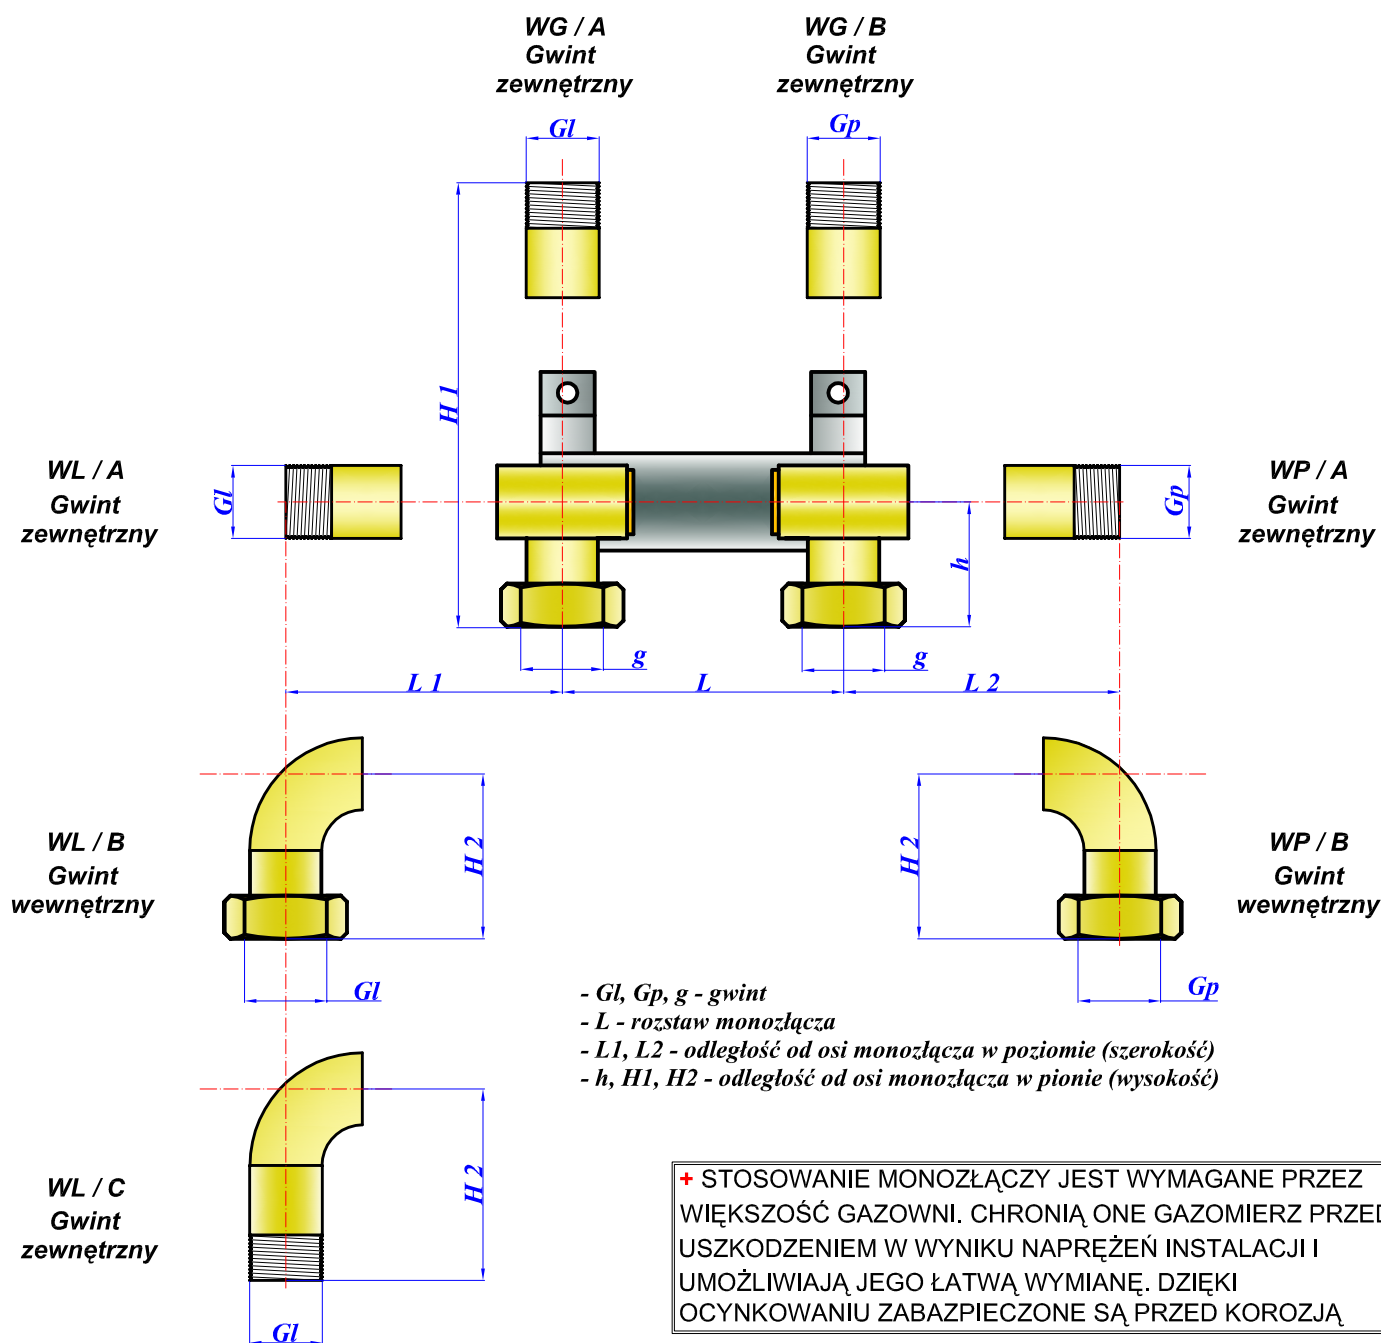 WG / A
Gwint
zewnętrzny
WG / B
Gwint
zewnętrzny
Gl
Gp
H 1
WL / A
Gwint
zewnętrzny
Gl
Gp
WP / A
Gwint
zewnętrzny
h
g
g
L 1
L
L 2
WL / B
Gwint
wewnętrzny
H 2
H 2
WP / B
Gwint
wewnętrzny
Gl
Gp
- Gl, Gp, g - gwint
- L - rozstaw monozłącza
- L1, L2 - odległość od osi monozłącza w poziomie (szerokość)
- h, H1, H2 - odległość od osi monozłącza w pionie (wysokość)
WL / C
Gwint
zewnętrzny
H 2
Gl
+ STOSOWANIE MONOZŁĄCZY JEST WYMAGANE PRZEZ
WIĘKSZOŚĆ GAZOWNI. CHRONIĄ ONE GAZOMIERZ PRZED
USZKODZENIEM W WYNIKU NAPRĘŻEŃ INSTALACJI I
UMOŻLIWIAJĄ JEGO ŁATWĄ WYMIANĘ. DZIĘKI
OCYNKOWANIU ZABAZPIECZONE SĄ PRZED KOROZJĄ